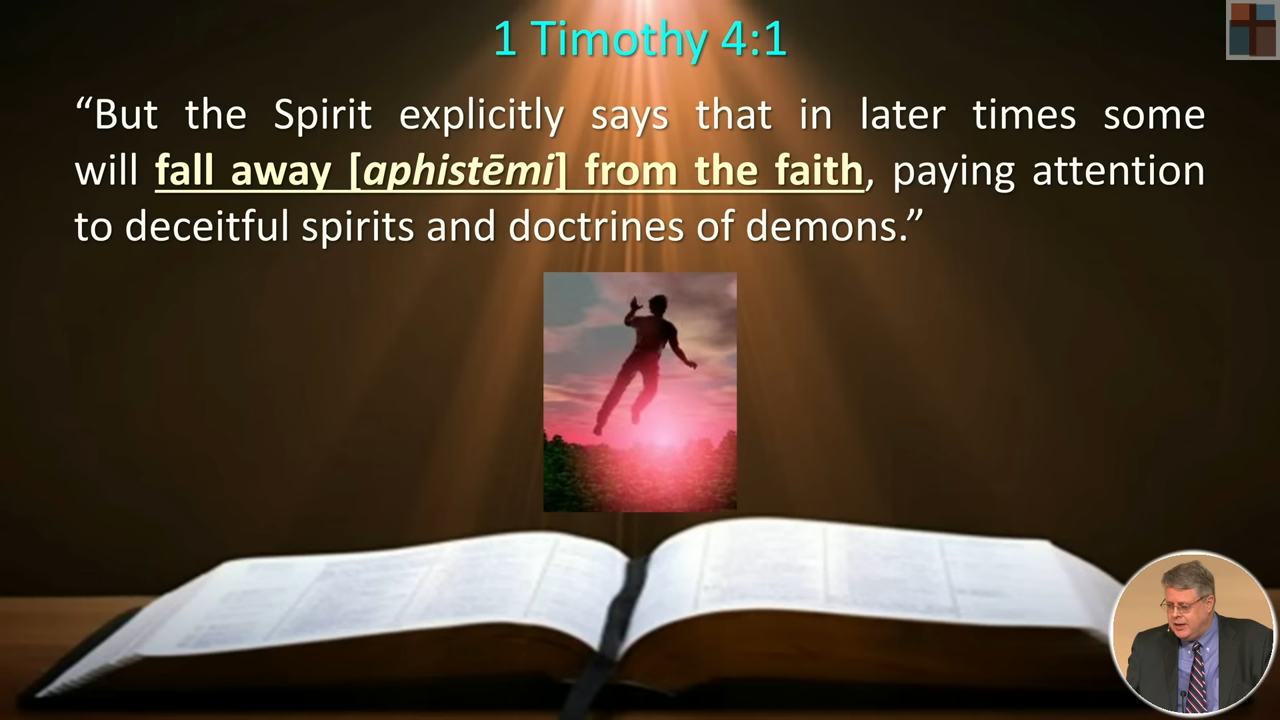 1 Timothy 4:1
“But the Spirit explicitly says that in later times some
will fall away [aphistēmi] from the faith, paying attention
to deceitful spirits and doctrines of demons.”